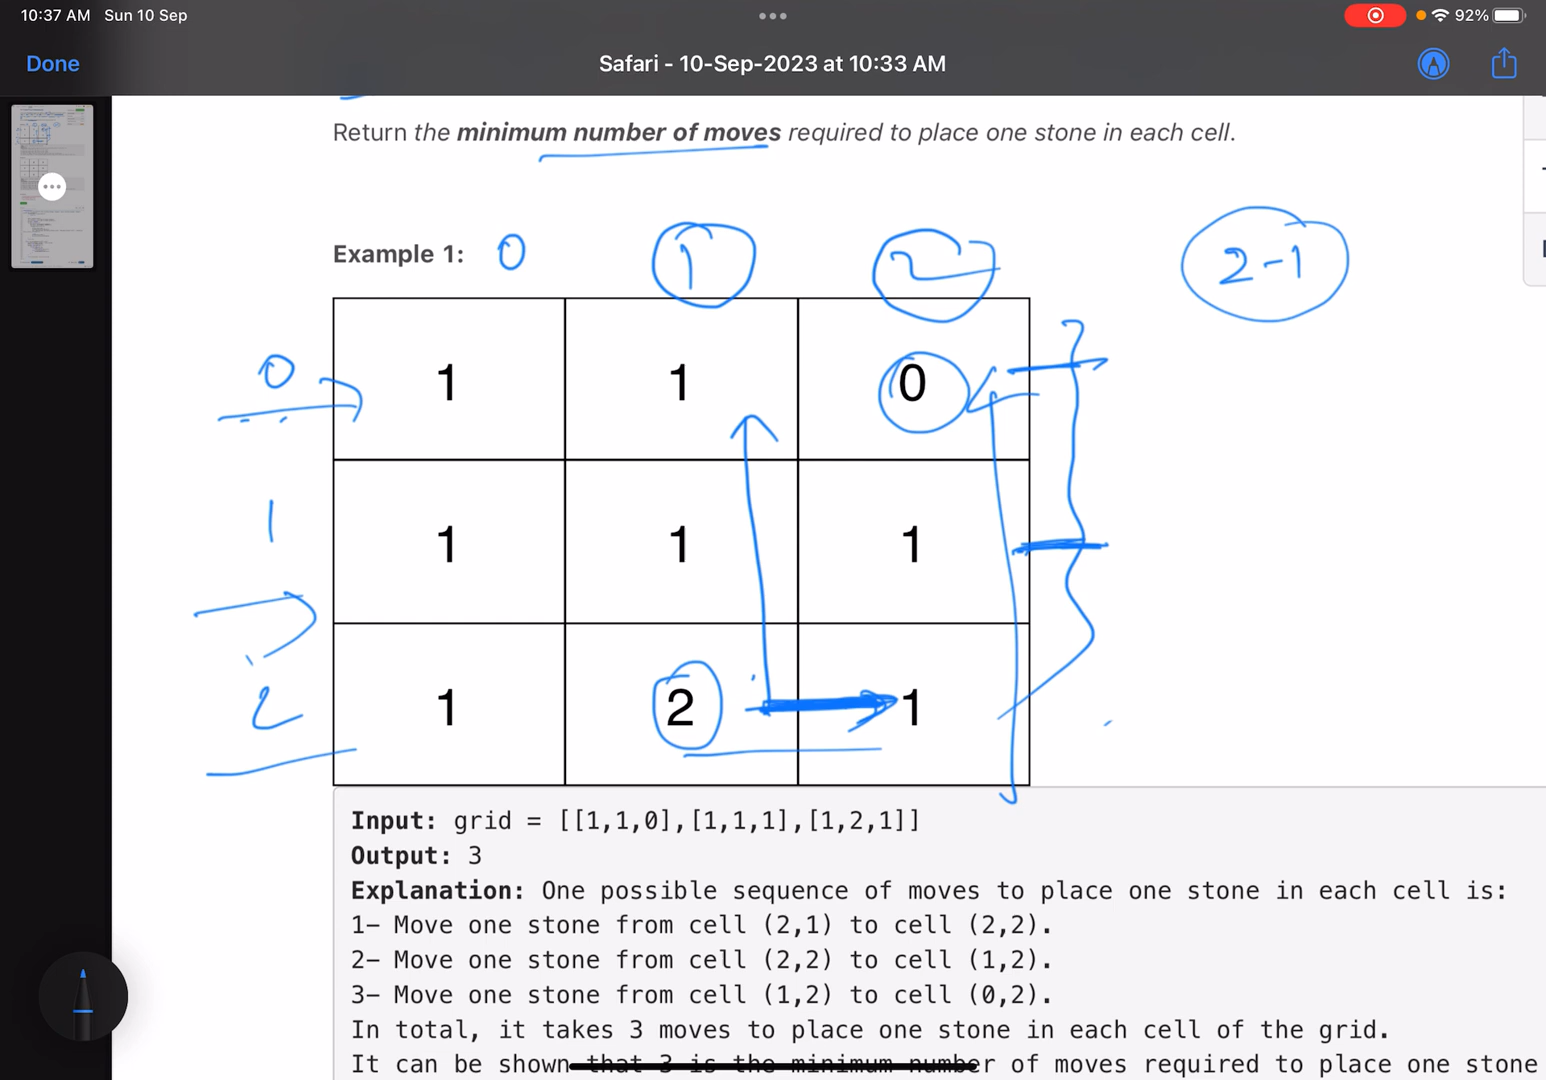 10:37 AM Sun 10 Sep
92%
Done
Safari - 10-Sep-2023 at 10:33 AM
Return the minimum number of moves required to place one stone in each cell.
Example 1: 0 1 2 2-1
0 1 1 0
1 1 1 1
2 1 2 1
Input: grid = [[1,1,0],[1,1,1],[1,2,1]]
Output: 3
Explanation: One possible sequence of moves to place one stone in each cell is:
1- Move one stone from cell (2,1) to cell (2,2).
2- Move one stone from cell (2,2) to cell (1,2).
3- Move one stone from cell (1,2) to cell (0,2).
In total, it takes 3 moves to place one stone in each cell of the grid.
It can be shown that 3 is the minimum number of moves required to place one stone